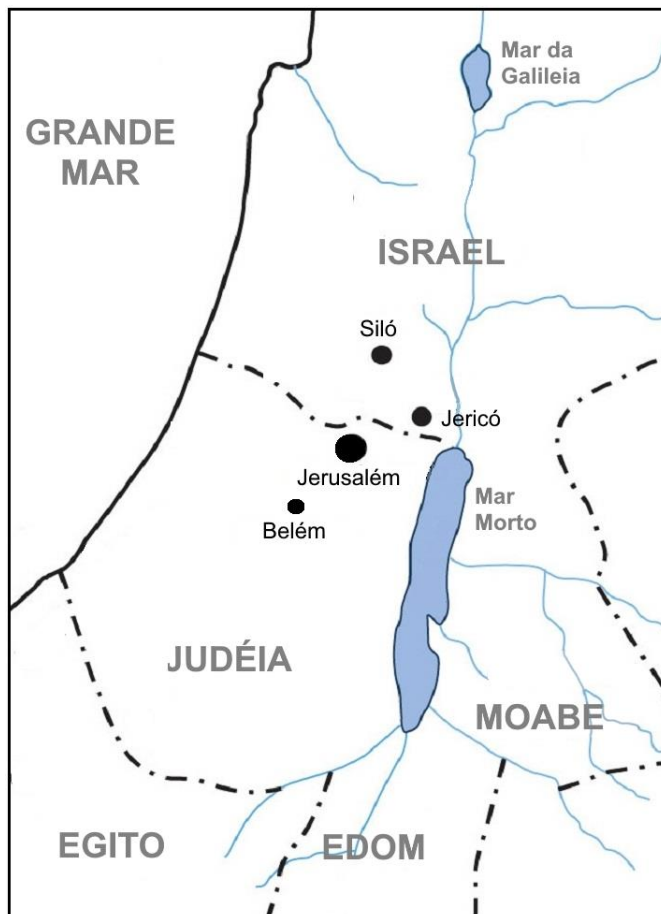 Mar da
Galileia
GRANDE
MAR
ISRAEL
Siló
Jericó
Jerusalém
Mar
Morto
Belém
JUDÉIA
MOABE
EGITO
EDOM